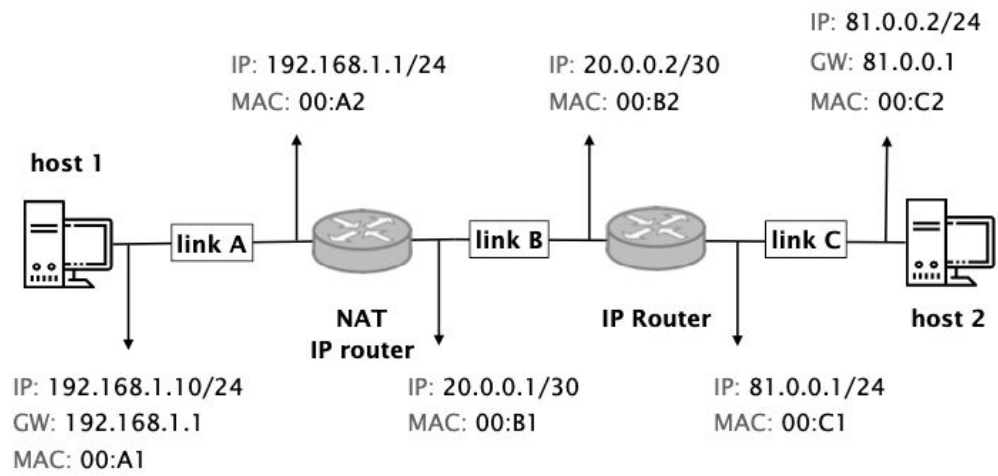 IP: 81.0.0.2/24
GW: 81.0.0.1
MAC: 00:C2
IP: 192.168.1.1/24
MAC: 00:A2
IP: 20.0.0.2/30
MAC: 00:B2
host 1
link A
link B
link C
NAT
IP router
IP Router
host 2
IP: 192.168.1.10/24
GW: 192.168.1.1
MAC: 00:A1
IP: 20.0.0.1/30
MAC: 00:B1
IP: 81.0.0.1/24
MAC: 00:C1